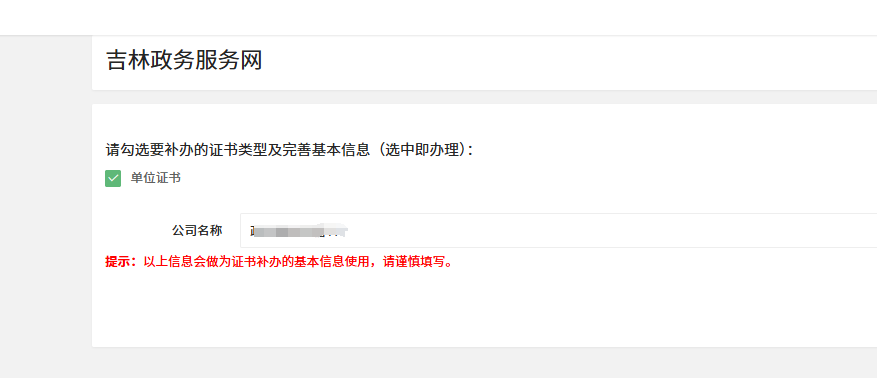 吉林政务服务网
请勾选要补办的证书类型及完善基本信息（选中即办理）：
单位证书
公司名称
提示：以上信息会做为证书补办的基本信息使用，请谨慎填写。